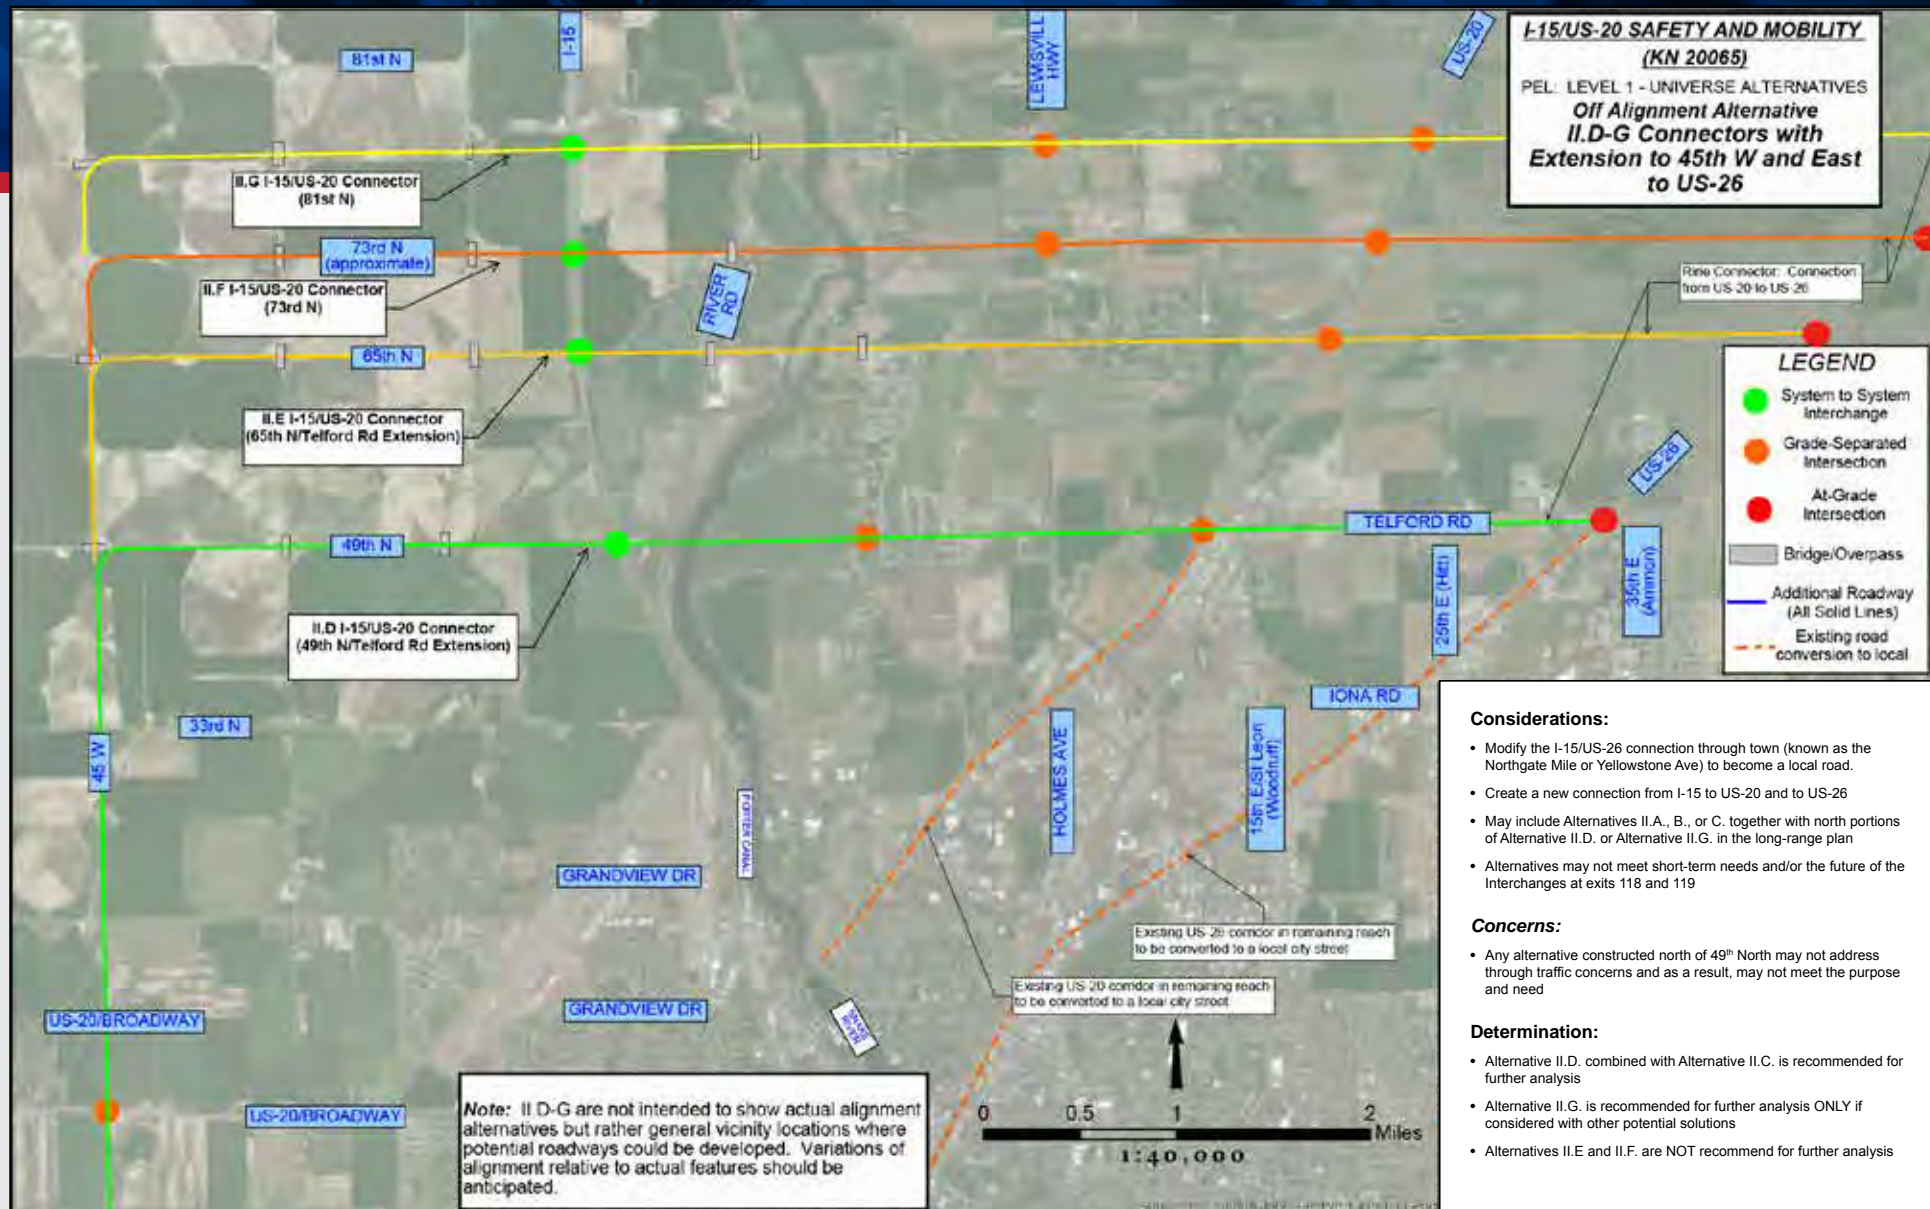 81st N
I-15
LEWISVILL
HWY
US-20
I-15/US-20 SAFETY AND MOBILITY
(KN 20065)
PEL: LEVEL 1 - UNIVERSE ALTERNATIVES
Off Alignment Alternative
II.D-G Connectors with
Extension to 45th W and East
to US-26
II.G I-15/US-20 Connector
(81st N)
73rd N
(approximate)
II.F I-15/US-20 Connector
(73rd N)
RIVER
RD
Rine Connector: Connection
from US-20 to US-26
65th N
II.E I-15/US-20 Connector
(65th N/Telford Rd Extension)
LEGEND
System to System
Interchange
Grade-Separated
Intersection
At-Grade
Intersection
Bridge/Overpass
Additional Roadway
(All Solid Lines)
Existing road
conversion to local
US-26
TELFORD RD
49th N
25th E (Hitt)
35th E
(Ammon)
II.D I-15/US-20 Connector
(49th N/Telford Rd Extension)
IONA RD
33rd N
45 W
HOLMES AVE
15th E/St Leon
(Woodruff)
PORTER CANAL
GRANDVIEW DR
Existing US-26 corridor in remaining reach
to be converted to a local city street
Existing US-20 corridor in remaining reach
to be converted to a local city street
US-20/BROADWAY
GRANDVIEW DR
SNAKE
RIVER
US-20/BROADWAY
Note: II D-G are not intended to show actual alignment
alternatives but rather general vicinity locations where
potential roadways could be developed. Variations of
alignment relative to actual features should be
anticipated.
0 0.5 1 2
Miles
1:40,000
Considerations:
• Modify the I-15/US-26 connection through town (known as the
Northgate Mile or Yellowstone Ave) to become a local road.
• Create a new connection from I-15 to US-20 and to US-26
• May include Alternatives II.A., B., or C. together with north portions
of Alternative II.D. or Alternative II.G. in the long-range plan
• Alternatives may not meet short-term needs and/or the future of the
Interchanges at exits 118 and 119
Concerns:
• Any alternative constructed north of 49th North may not address
through traffic concerns and as a result, may not meet the purpose
and need
Determination:
• Alternative II.D. combined with Alternative II.C. is recommended for
further analysis
• Alternative II.G. is recommended for further analysis ONLY if
considered with other potential solutions
• Alternatives II.E and II.F. are NOT recommend for further analysis